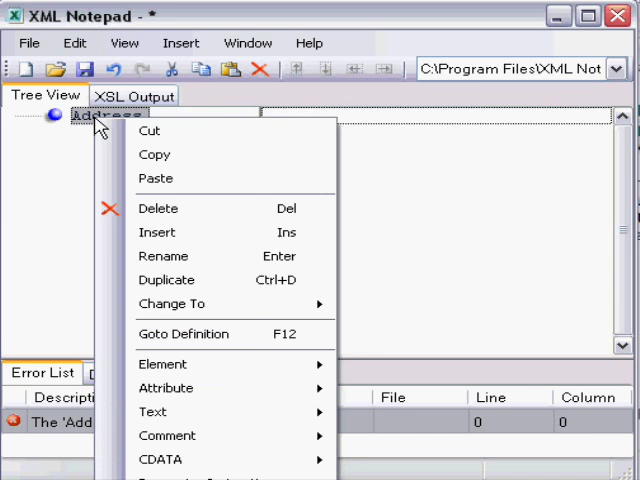 XML Notepad - *
File Edit View Insert Window Help
C:\Program Files\XML Not
Tree View XSL Output
Address
Cut
Copy
Paste
Delete Del
Insert Ins
Rename Enter
Duplicate Ctrl+D
Change To
Goto Definition F12
Element
Attribute
Text
Comment
CDATA
Error List
Descripti File Line Column
The 'Add 0 0